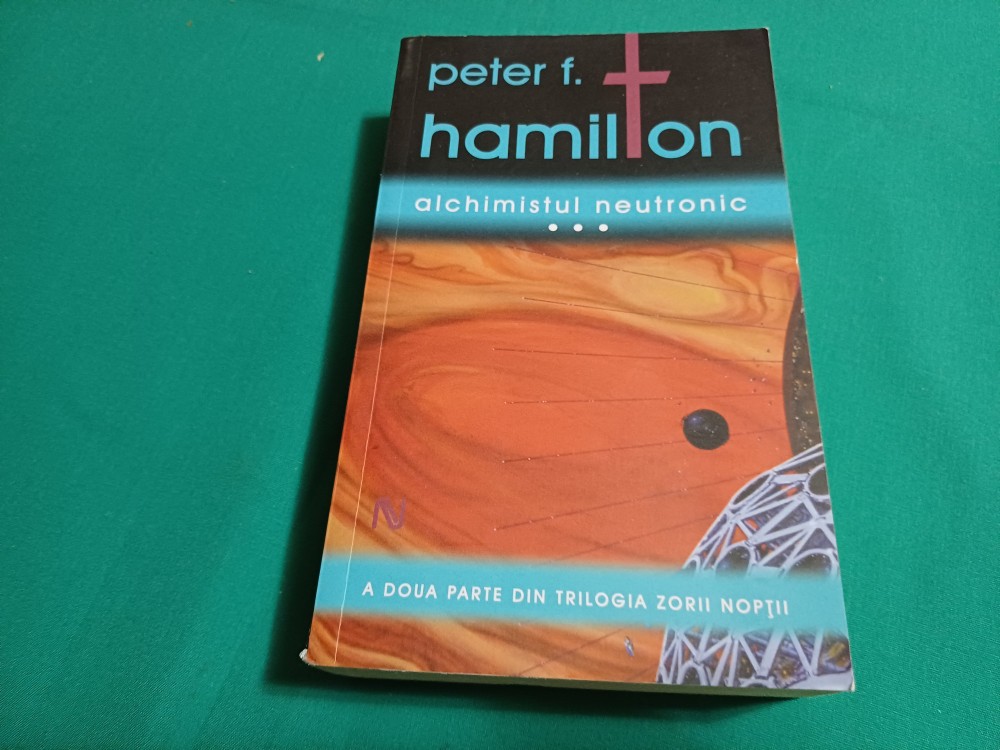 peter f.
hamilton
alchimistul neutronic
• • •
A DOUA PARTE DIN TRILOGIA ZORII NOPŢII